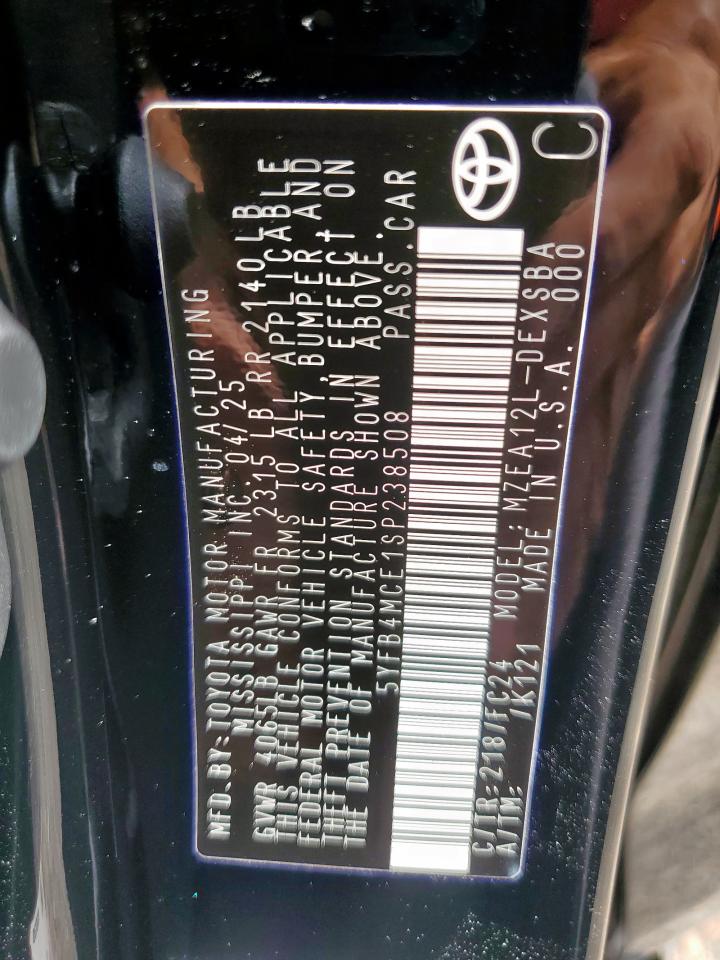 MFD.BY:TOYOTA MOTOR MANUFACTURING
MISSISSIPPI INC. 04/25
GVWR 4065LB GAWR FR 2315 LB RR 2140LB
THIS VEHICLE CONFORMS TO ALL APPLICABLE
FEDERAL MOTOR VEHICLE SAFETY, BUMPER, AND
THEFT PREVENTION STANDARDS IN EFFECT ON
THE DATE OF MANUFACTURE SHOWN ABOVE.
5YFB4MCE1SP238508 PASS.CAR
C/TR:218/FC24 MODEL:MZEA12L-DEXSBA
A/TM: /K121 MADE IN U.S.A. 000
C